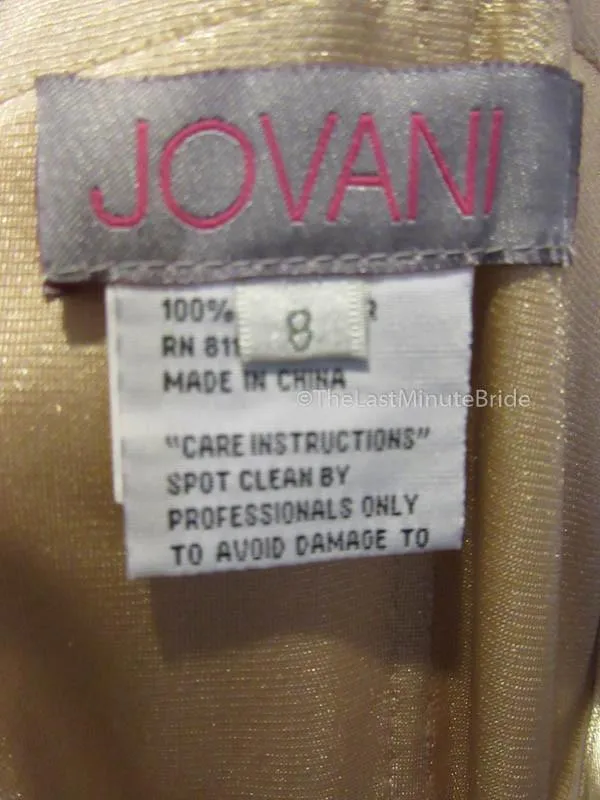 JOVANI
100% R
8
RN 811
MADE IN CHINA
©TheLastMinuteBride
"CARE INSTRUCTIONS"
SPOT CLEAN BY
PROFESSIONALS ONLY
TO AVOID DAMAGE TO